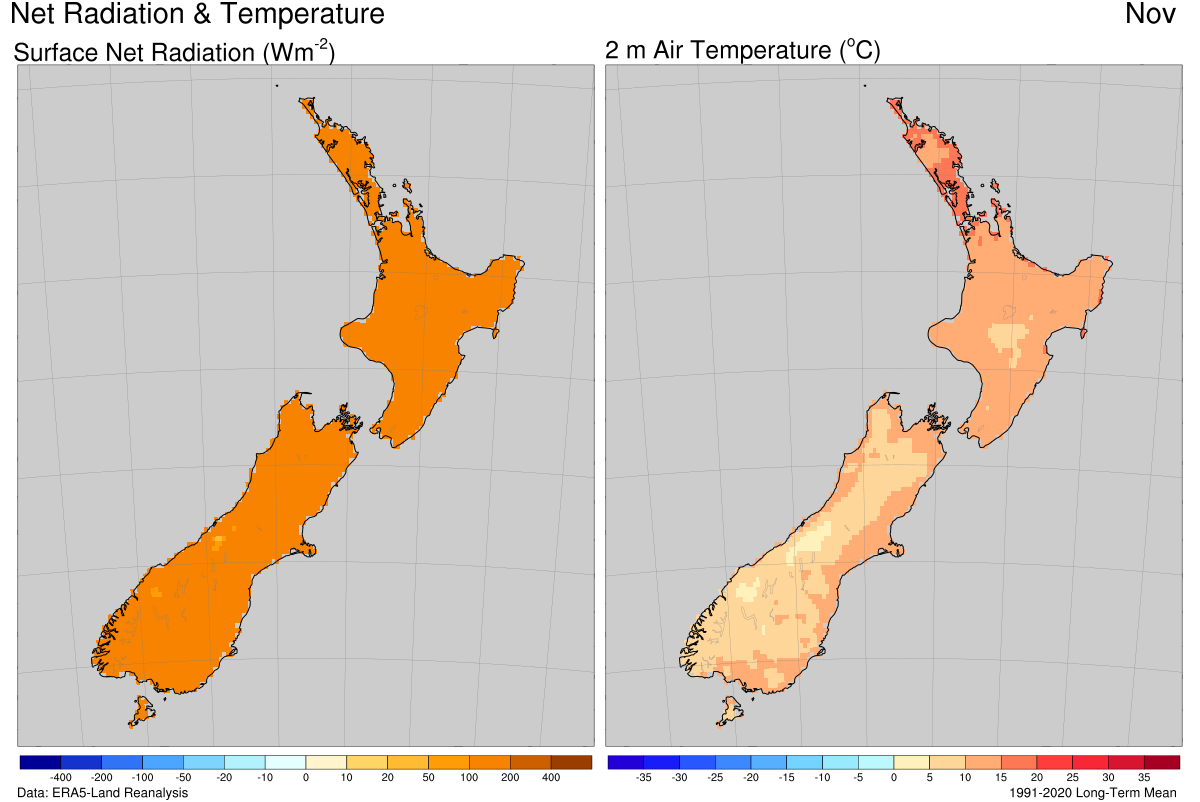 Net Radiation & Temperature
Nov
Surface Net Radiation (Wm⁻²)
2 m Air Temperature (°C)
-400 -200 -100 -50 -20 -10 0 10 20 50 100 200 400
-35 -30 -25 -20 -15 -10 -5 0 5 10 15 20 25 30 35
Data: ERA5-Land Reanalysis
1991-2020 Long-Term Mean